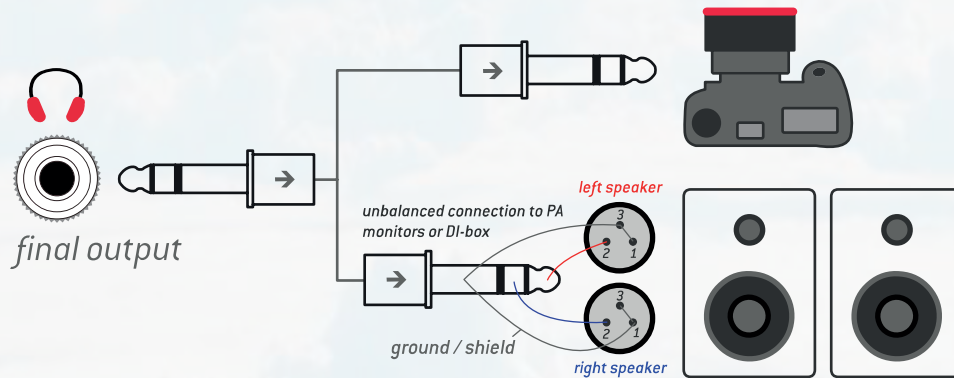 final output
unbalanced connection to PA
monitors or DI-box
left speaker
3
2
1
3
2
1
ground / shield
right speaker